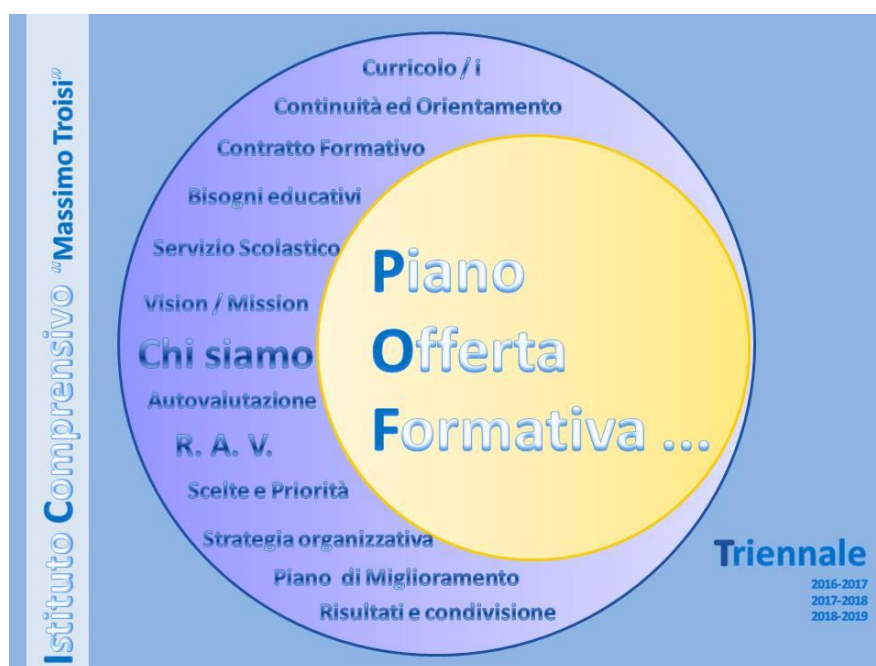 Istituto Comprensivo "Massimo Troisi"
Curricolo / i
Continuità ed Orientamento
Contratto Formativo
Bisogni educativi
Servizio Scolastico
Vision / Mission
Chi siamo
Autovalutazione
R. A. V.
Scelte e Priorità
Strategia organizzativa
Piano di Miglioramento
Risultati e condivisione
Piano
Offerta
Formativa ...
Triennale
2016-2017
2017-2018
2018-2019